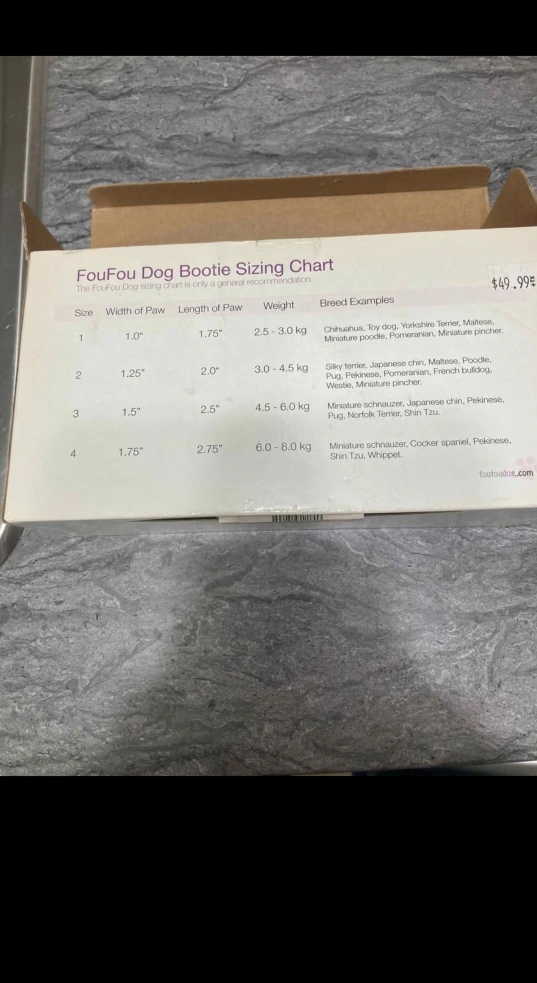 FouFou Dog Bootie Sizing Chart
The FouFou Dog sizing chart is only a general recommendation.
$49.99
Size Width of Paw Length of Paw Weight Breed Examples
1 1.0" 1.75" 2.5 - 3.0 kg Chihuahua, Toy dog, Yorkshire Terrier, Maltese,
Miniature poodle, Pomeranian, Miniature pincher.
2 1.25" 2.0" 3.0 - 4.5 kg Silky terrier, Japanese chin, Maltese, Poodle,
Pug, Pekinese, Pomeranian, French bulldog,
Westie, Miniature pincher.
3 1.5" 2.5" 4.5 - 6.0 kg Miniature schnauzer, Japanese chin, Pekinese,
Pug, Norfolk Terrier, Shin Tzu.
4 1.75" 2.75" 6.0 - 8.0 kg Miniature schnauzer, Cocker spaniel, Pekinese,
Shin Tzu, Whippet.
foufoudog.com